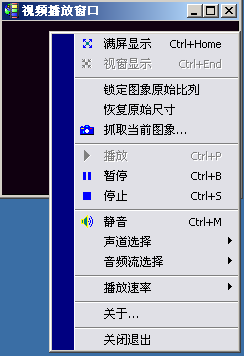 视频播放窗口
满屏显示 Ctrl+Home
视窗显示 Ctrl+End
锁定图象原始比列
恢复原始尺寸
抓取当前图象...
播放 Ctrl+P
暂停 Ctrl+B
停止 Ctrl+S
静音 Ctrl+M
声道选择
音频流选择
播放速率
关于...
关闭退出